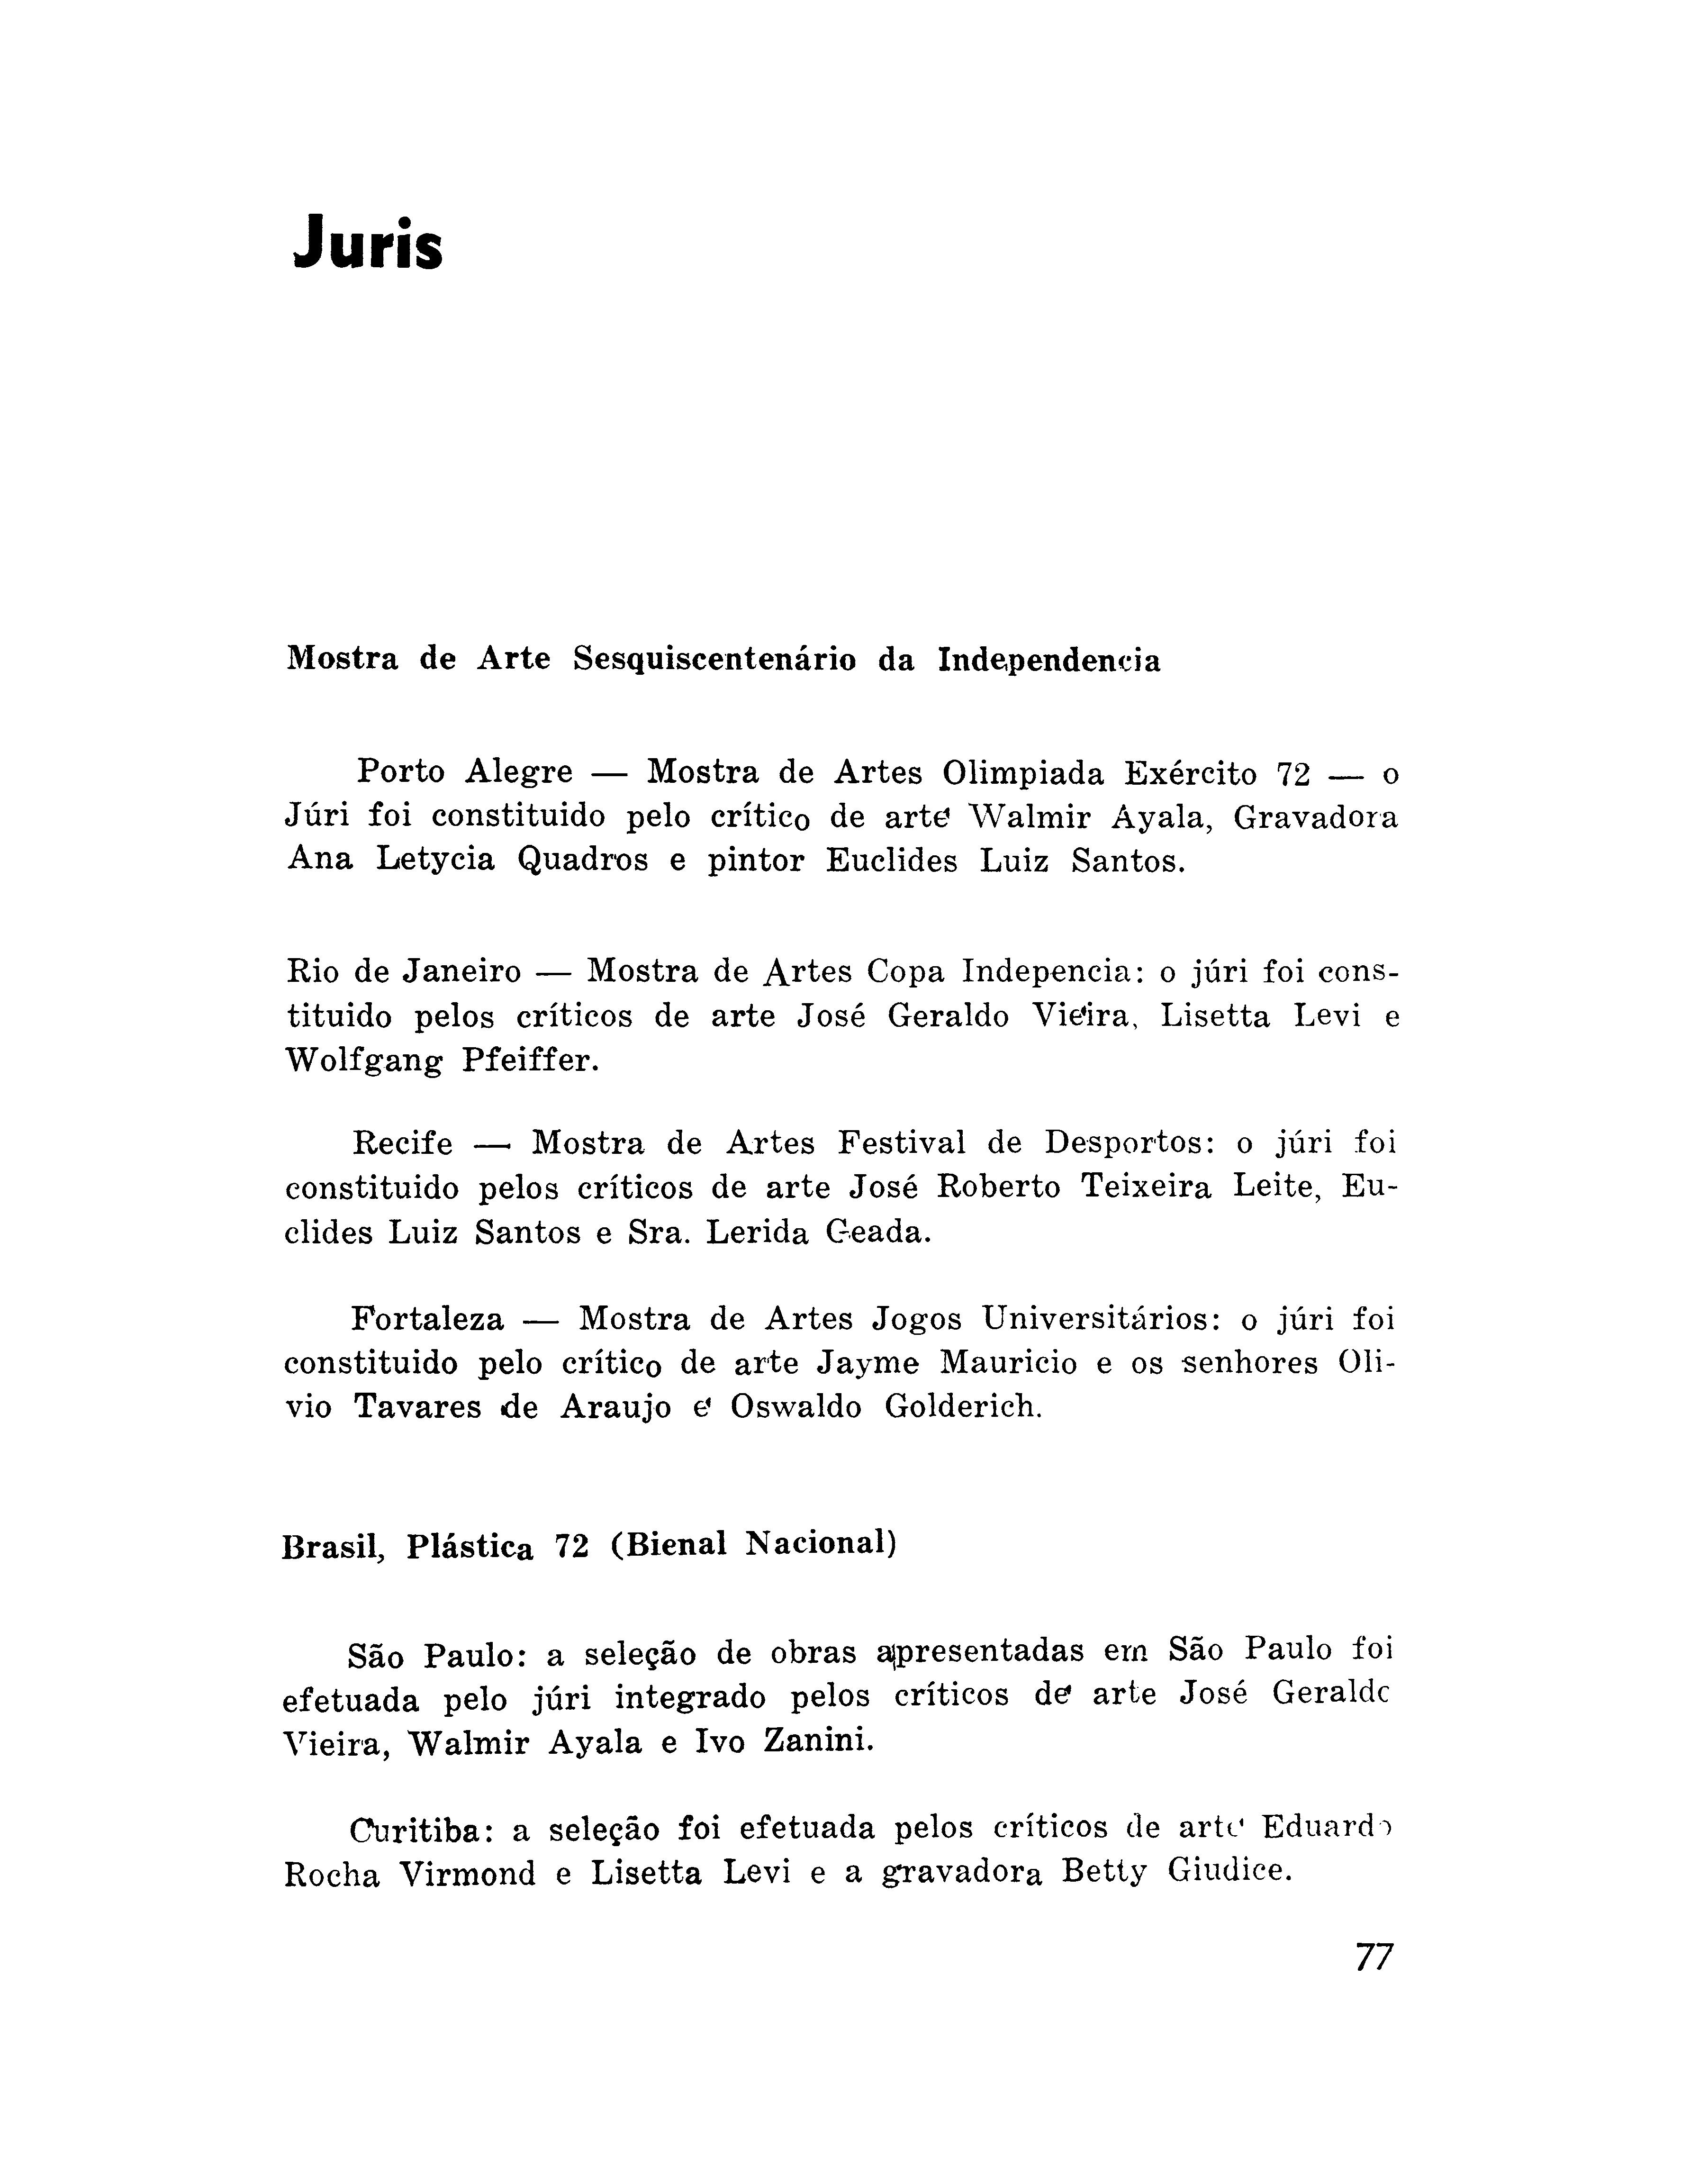 Juris
Mostra de Arte Sesquiscentenário da Independencia
Porto Alegre — Mostra de Artes Olimpiada Exército 72 — o
Júri foi constituido pelo crítico de arte Walmir Ayala, Gravadora
Ana Letycia Quadros e pintor Euclides Luiz Santos.
Rio de Janeiro — Mostra de Artes Copa Indepencia: o júri foi cons-
tituido pelos críticos de arte José Geraldo Vieira, Lisetta Levi e
Wolfgang Pfeiffer.
Recife — Mostra de Artes Festival de Desportos: o júri foi
constituido pelos críticos de arte José Roberto Teixeira Leite, Eu-
clides Luiz Santos e Sra. Lerida Geada.
Fortaleza — Mostra de Artes Jogos Universitários: o júri foi
constituido pelo crítico de arte Jayme Mauricio e os senhores Oli-
vio Tavares de Araujo e Oswaldo Golderich.
Brasil, Plástica 72 (Bienal Nacional)
São Paulo: a seleção de obras apresentadas em São Paulo foi
efetuada pelo júri integrado pelos críticos de arte José Geraldo
Vieira, Walmir Ayala e Ivo Zanini.
Curitiba: a seleção foi efetuada pelos críticos de arte Eduardo
Rocha Virmond e Lisetta Levi e a gravadora Betty Giudice.
77